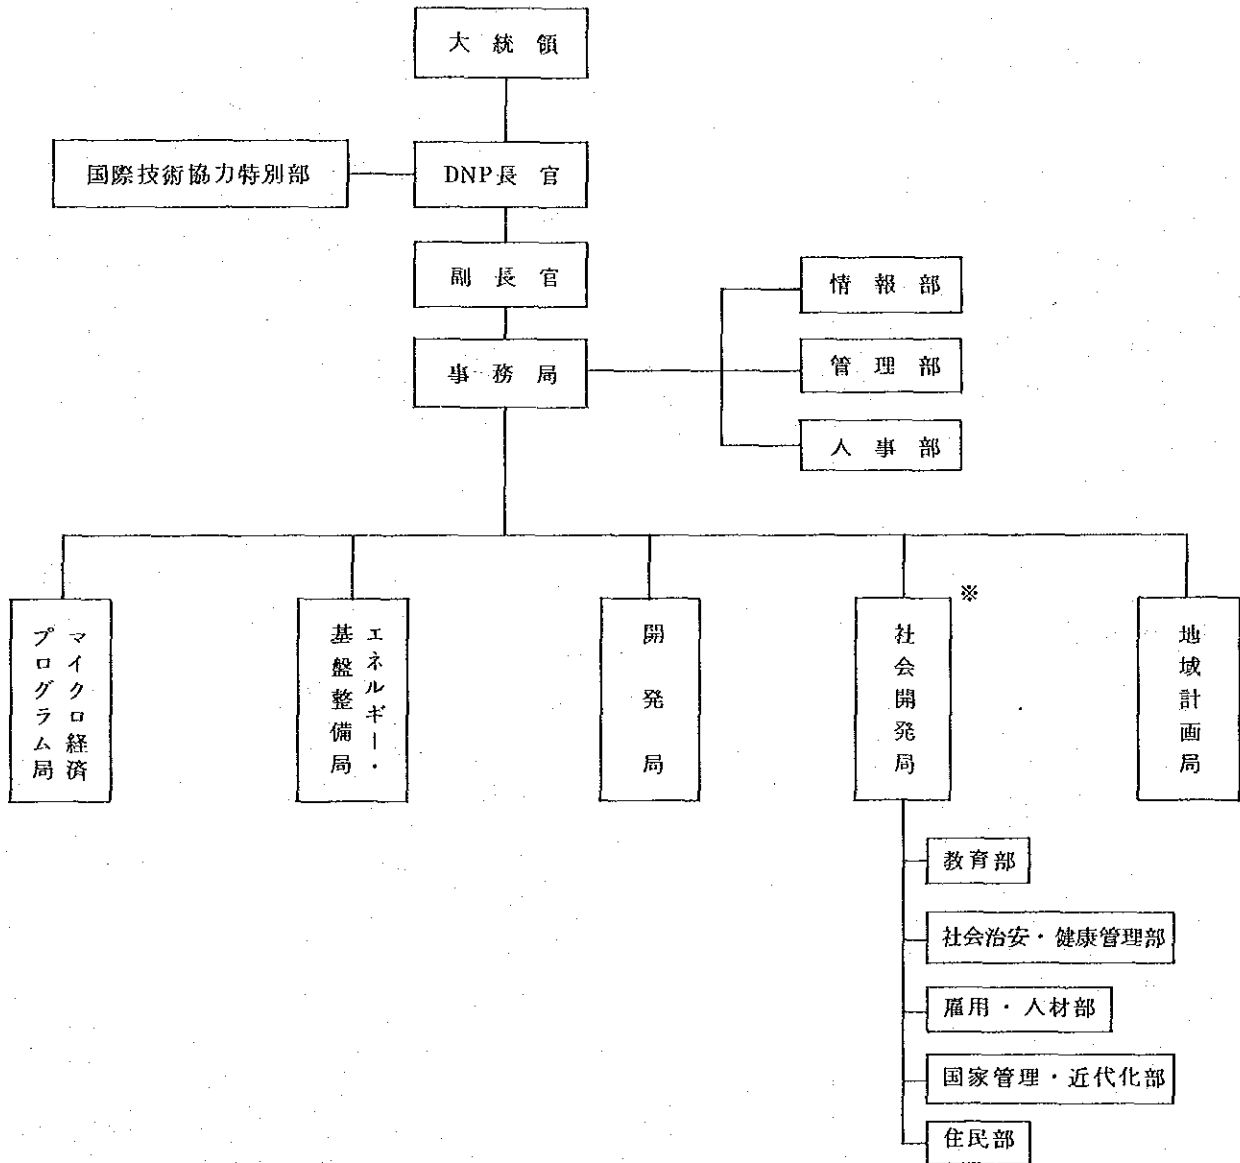 大統領
国際技術協力特別部
DNP長官
副長官
情報部
事務局
管理部
人事部
マイクロ経済
プログラム局
エネルギー・
基盤整備局
開発局
社会開発局
※
地域計画局
教育部
社会治安・健康管理部
雇用・人材部
国家管理・近代化部
住民部